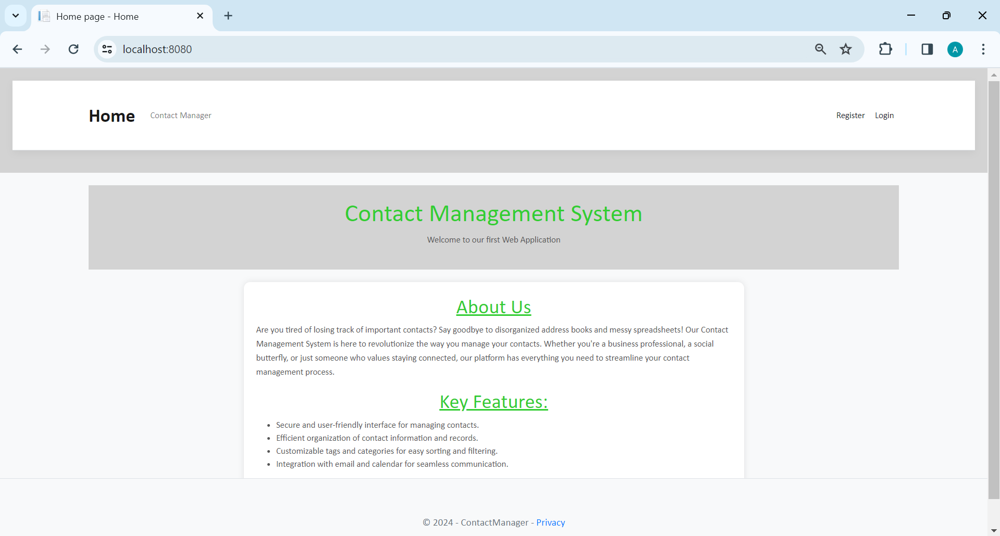 Home page - Home
localhost:8080
A
Home Contact Manager Register Login
Contact Management System
Welcome to our first Web Application
About Us
Are you tired of losing track of important contacts? Say goodbye to disorganized address books and messy spreadsheets! Our Contact
Management System is here to revolutionize the way you manage your contacts. Whether you're a business professional, a social
butterfly, or just someone who values staying connected, our platform has everything you need to streamline your contact
management process.
Key Features:
• Secure and user-friendly interface for managing contacts.
• Efficient organization of contact information and records.
• Customizable tags and categories for easy sorting and filtering.
• Integration with email and calendar for seamless communication.
© 2024 - ContactManager - Privacy